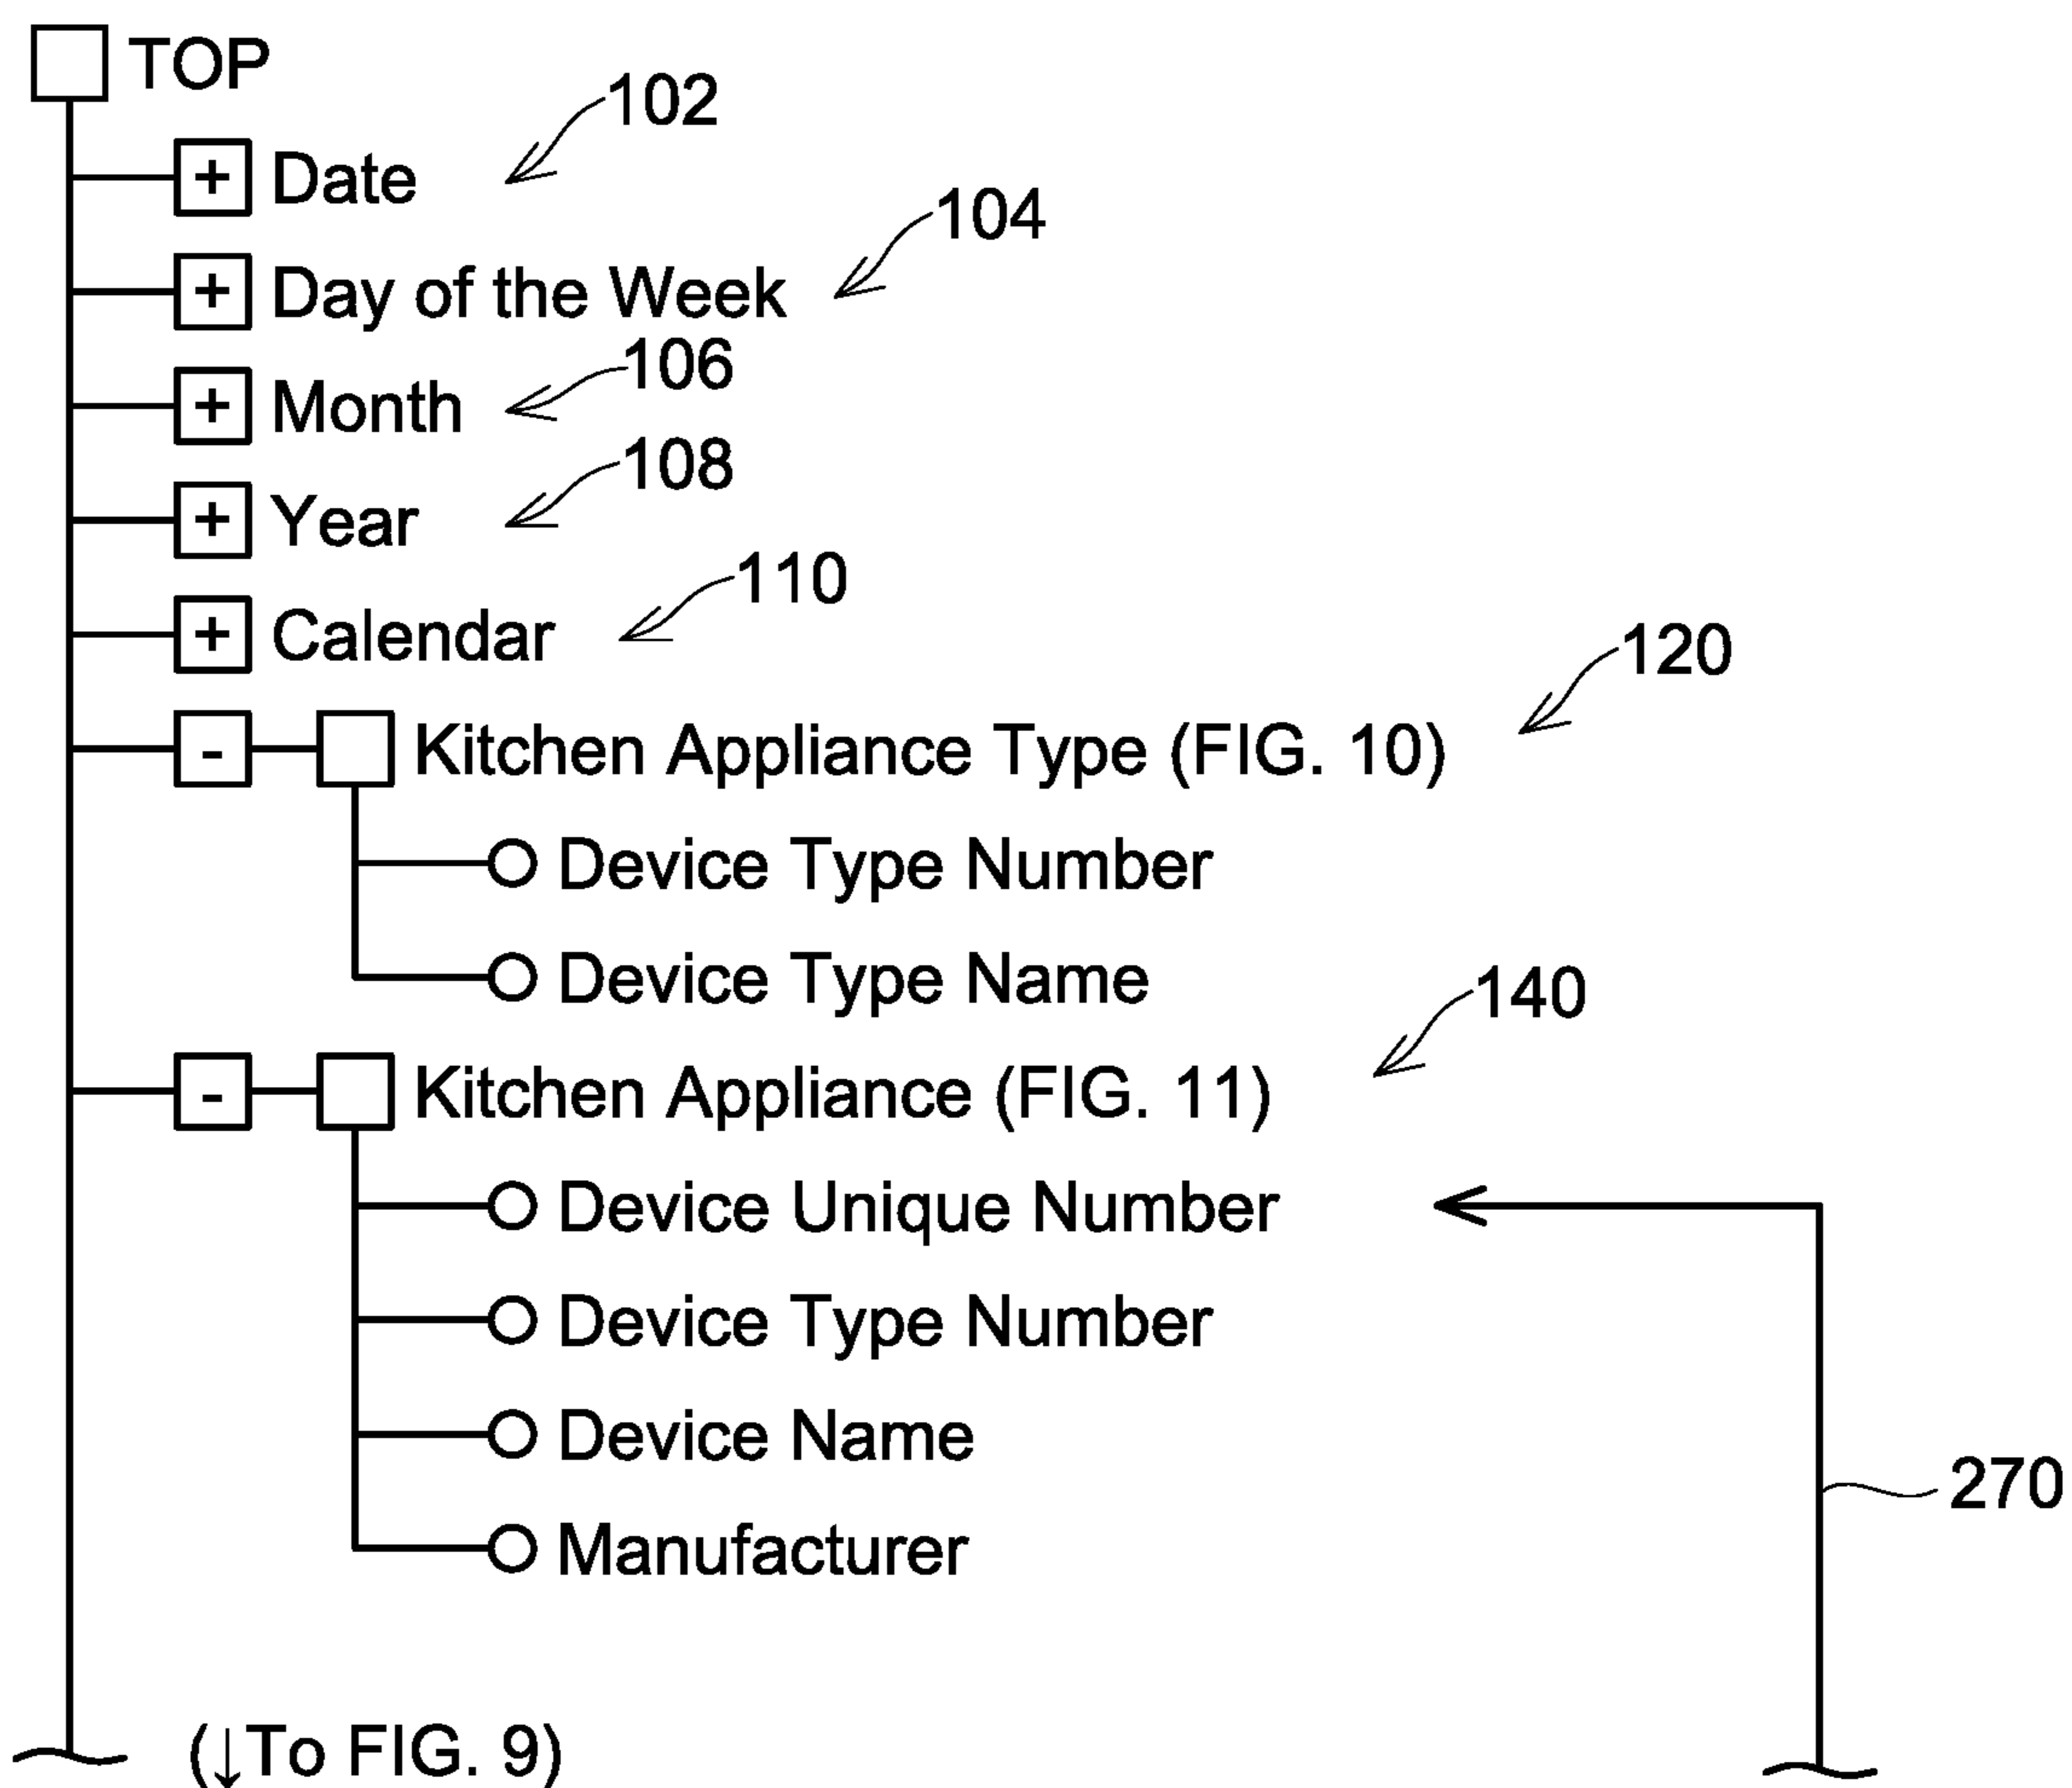 TOP
102
+ Date
104
+ Day of the Week
106
+ Month
108
+ Year
110
+ Calendar
120
- Kitchen Appliance Type (FIG. 10)
Device Type Number
Device Type Name
140
- Kitchen Appliance (FIG. 11)
Device Unique Number
Device Type Number
Device Name
270
Manufacturer
(↓To FIG. 9)